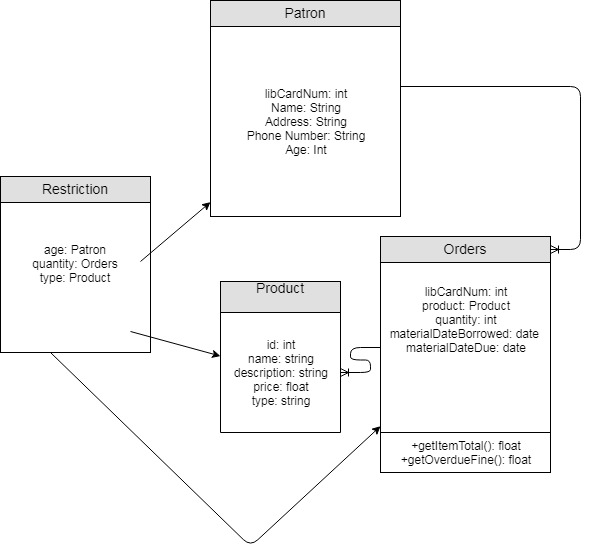 Patron
libCardNum: int
Name: String
Address: String
Phone Number: String
Age: Int
Restriction
age: Patron
quantity: Orders
type: Product
Product
id: int
name: string
description: string
price: float
type: string
Orders
libCardNum: int
product: Product
quantity: int
materialDateBorrowed: date
materialDateDue: date
+getItemTotal(): float
+getOverdueFine(): float